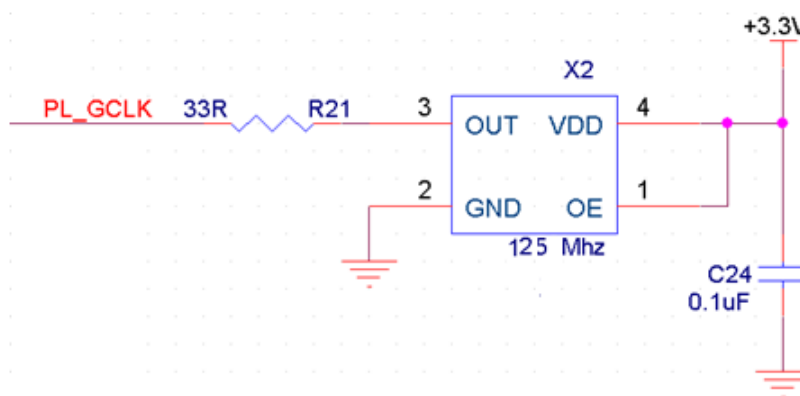 +3.3V
X2
PL_GCLK 33R R21 3 OUT VDD 4
2 GND OE 1
125 Mhz
C24
0.1uF